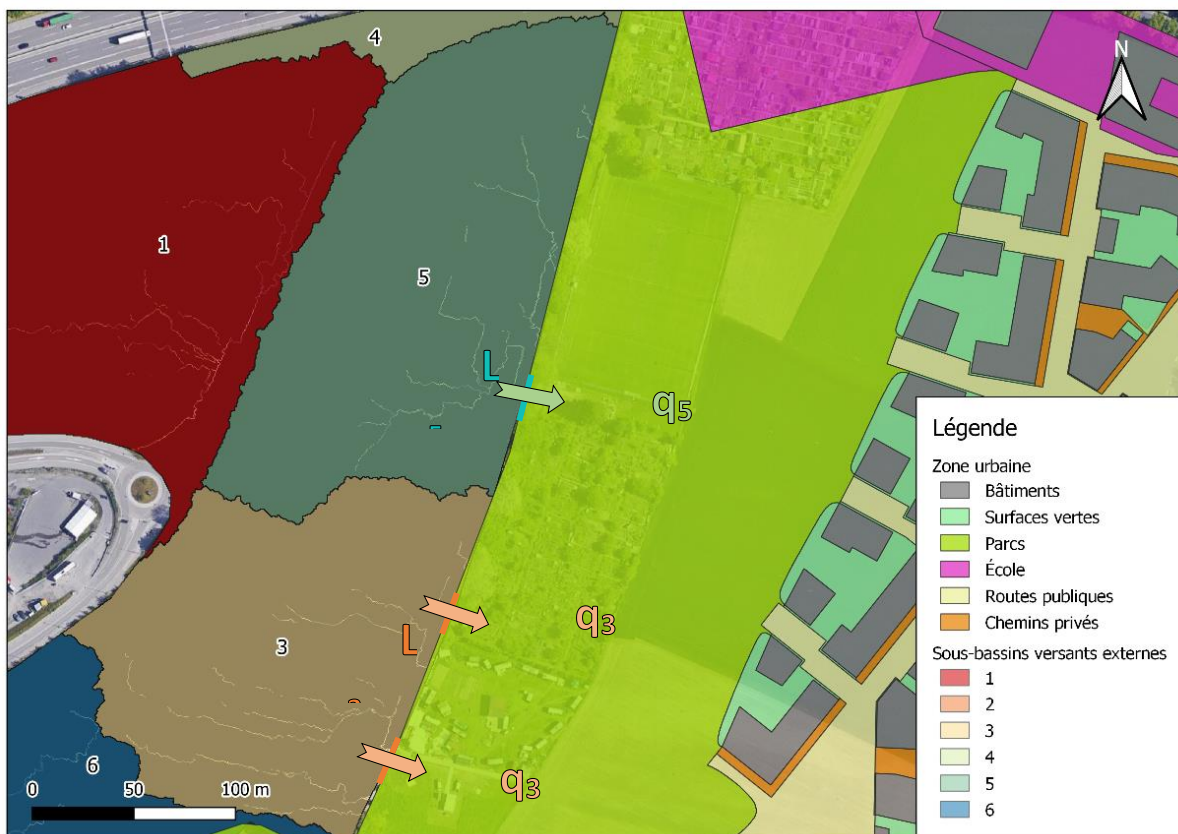 4
N
1
5
L
q5
L
q3
3
6
q3
0 50 100 m
Légende
Zone urbaine
Bâtiments
Surfaces vertes
Parcs
École
Routes publiques
Chemins privés
Sous-bassins versants externes
1
2
3
4
5
6